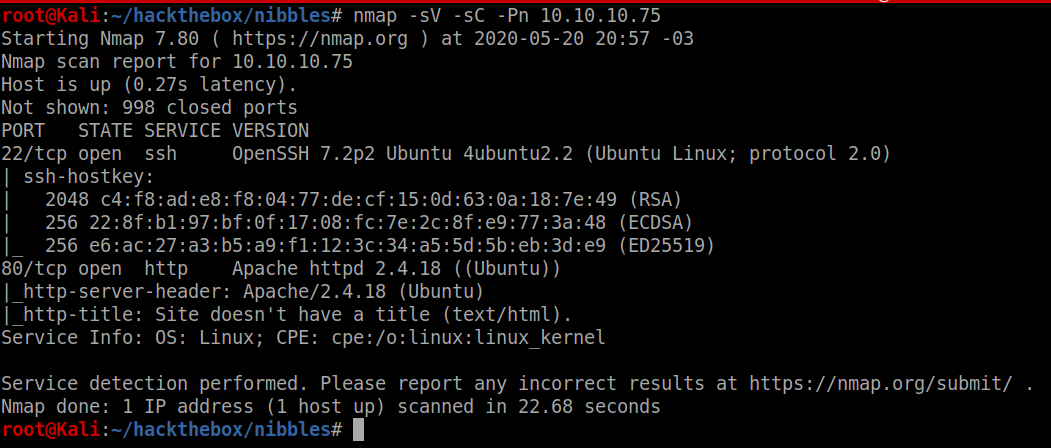 root@Kali:~/hackthebox/nibbles# nmap -sV -sC -Pn 10.10.10.75
Starting Nmap 7.80 ( https://nmap.org ) at 2020-05-20 20:57 -03
Nmap scan report for 10.10.10.75
Host is up (0.27s latency).
Not shown: 998 closed ports
PORT   STATE SERVICE VERSION
22/tcp open  ssh     OpenSSH 7.2p2 Ubuntu 4ubuntu2.2 (Ubuntu Linux; protocol 2.0)
| ssh-hostkey:
|   2048 c4:f8:ad:e8:f8:04:77:de:cf:15:0d:63:0a:18:7e:49 (RSA)
|   256 22:8f:b1:97:bf:0f:17:08:fc:7e:2c:8f:e9:77:3a:48 (ECDSA)
|_  256 e6:ac:27:a3:b5:a9:f1:12:3c:34:a5:5d:5b:eb:3d:e9 (ED25519)
80/tcp open  http    Apache httpd 2.4.18 ((Ubuntu))
|_http-server-header: Apache/2.4.18 (Ubuntu)
|_http-title: Site doesn't have a title (text/html).
Service Info: OS: Linux; CPE: cpe:/o:linux:linux_kernel
Service detection performed. Please report any incorrect results at https://nmap.org/submit/ .
Nmap done: 1 IP address (1 host up) scanned in 22.68 seconds
root@Kali:~/hackthebox/nibbles#